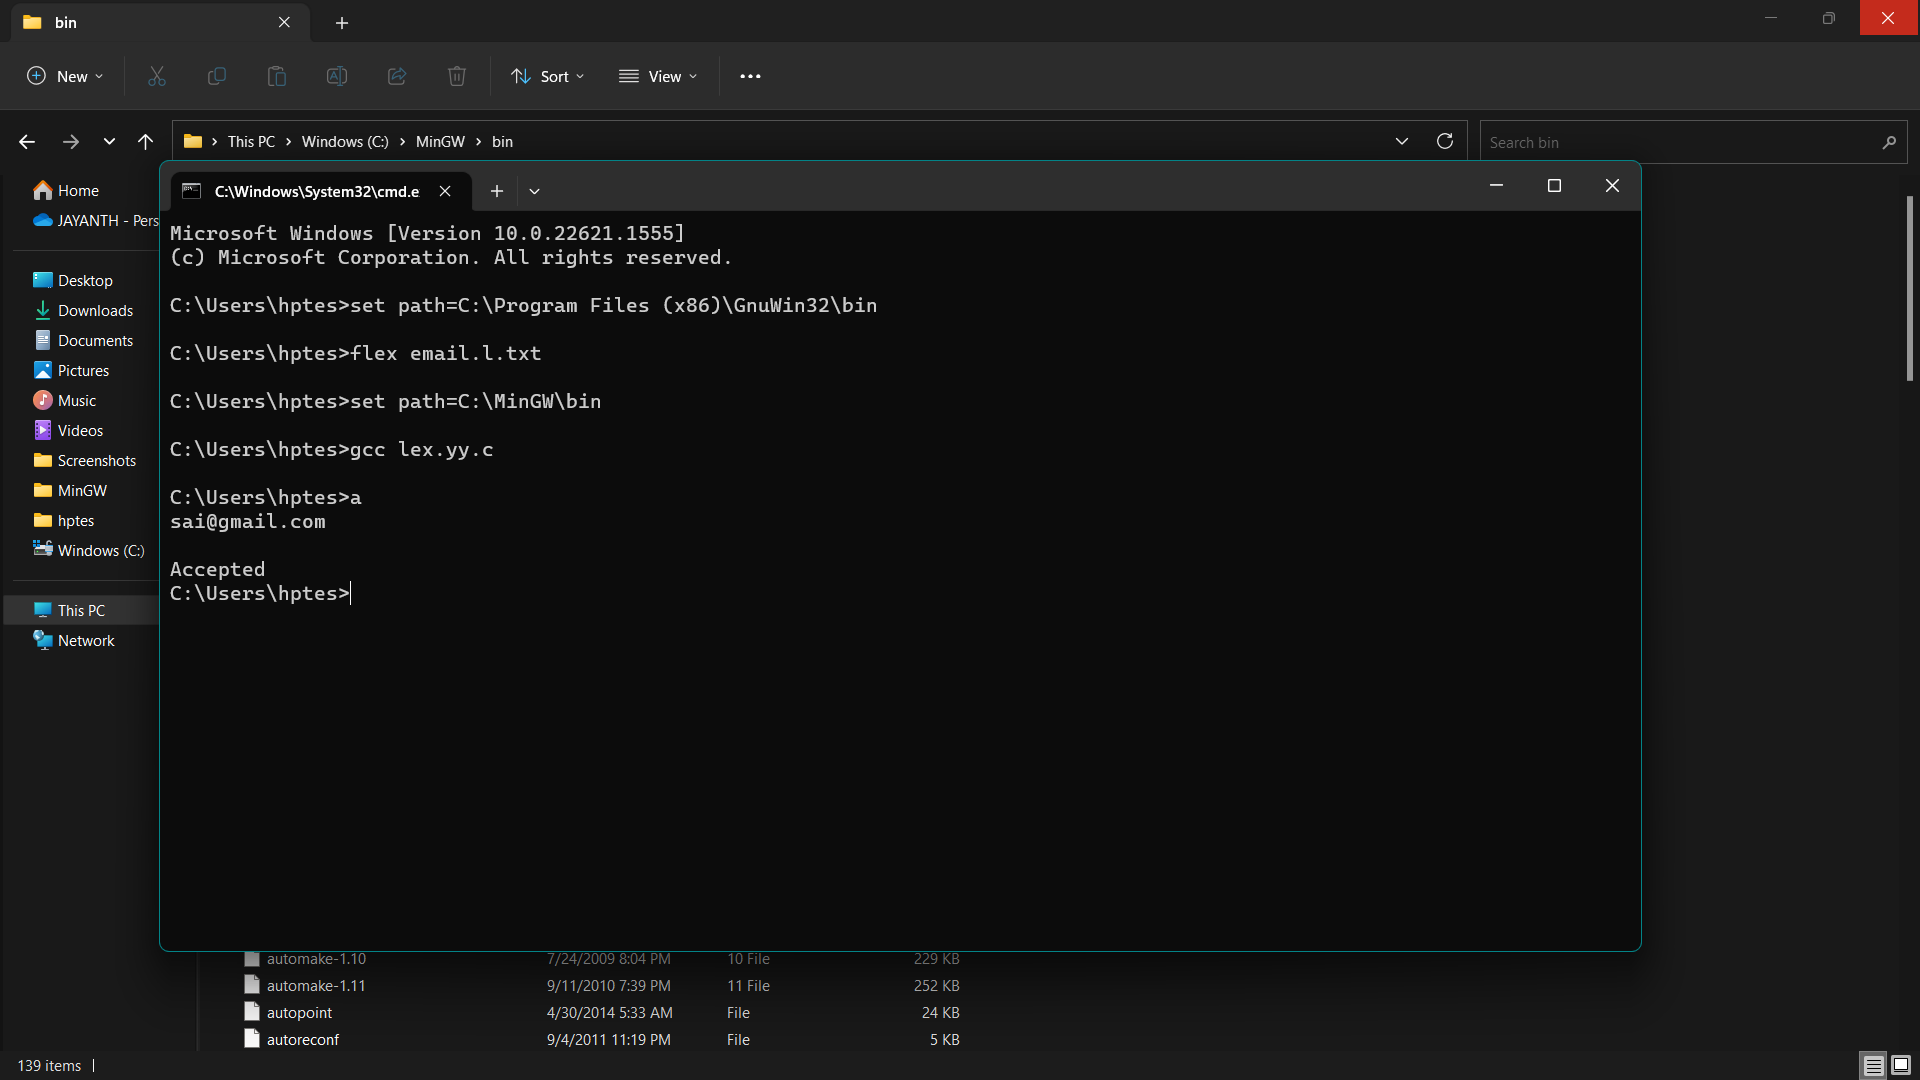 bin
New
Sort
View
This PC > Windows (C:) > MinGW > bin
Search bin
Home
JAYANTH - Pers
Desktop
Downloads
Documents
Pictures
Music
Videos
Screenshots
MinGW
hptes
Windows (C:)
This PC
Network
C:\Windows\System32\cmd.e
Microsoft Windows [Version 10.0.22621.1555]
(c) Microsoft Corporation. All rights reserved.
C:\Users\hptes>set path=C:\Program Files (x86)\GnuWin32\bin
C:\Users\hptes>flex email.l.txt
C:\Users\hptes>set path=C:\MinGW\bin
C:\Users\hptes>gcc lex.yy.c
C:\Users\hptes>a
sai@gmail.com
Accepted
C:\Users\hptes>
automake-1.10 7/24/2009 8:04 PM 10 File 229 KB
automake-1.11 9/11/2010 7:39 PM 11 File 252 KB
autopoint 4/30/2014 5:33 AM File 24 KB
autoreconf 9/4/2011 11:19 PM File 5 KB
139 items